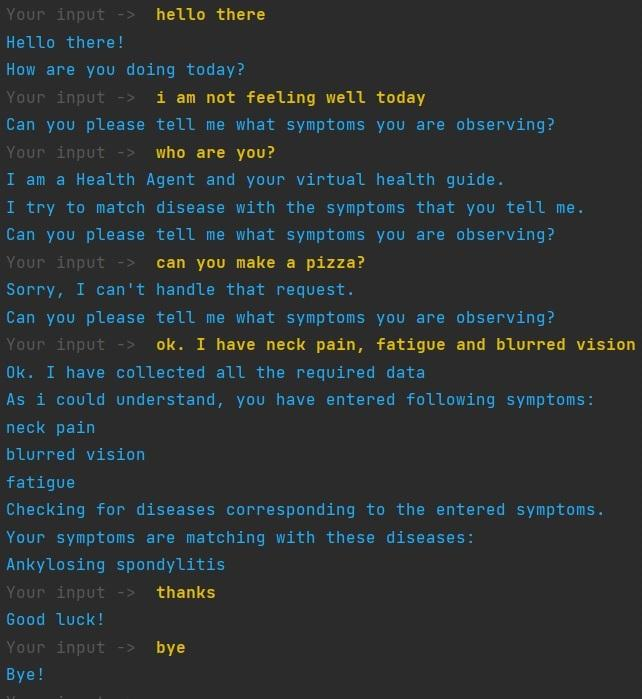 Your input -> hello there
Hello there!
How are you doing today?
Your input -> i am not feeling well today
Can you please tell me what symptoms you are observing?
Your input -> who are you?
I am a Health Agent and your virtual health guide.
I try to match disease with the symptoms that you tell me.
Can you please tell me what symptoms you are observing?
Your input -> can you make a pizza?
Sorry, I can't handle that request.
Can you please tell me what symptoms you are observing?
Your input -> ok. I have neck pain, fatigue and blurred vision
Ok. I have collected all the required data
As i could understand, you have entered following symptoms:
neck pain
blurred vision
fatigue
Checking for diseases corresponding to the entered symptoms.
Your symptoms are matching with these diseases:
Ankylosing spondylitis
Your input -> thanks
Good luck!
Your input -> bye
Bye!